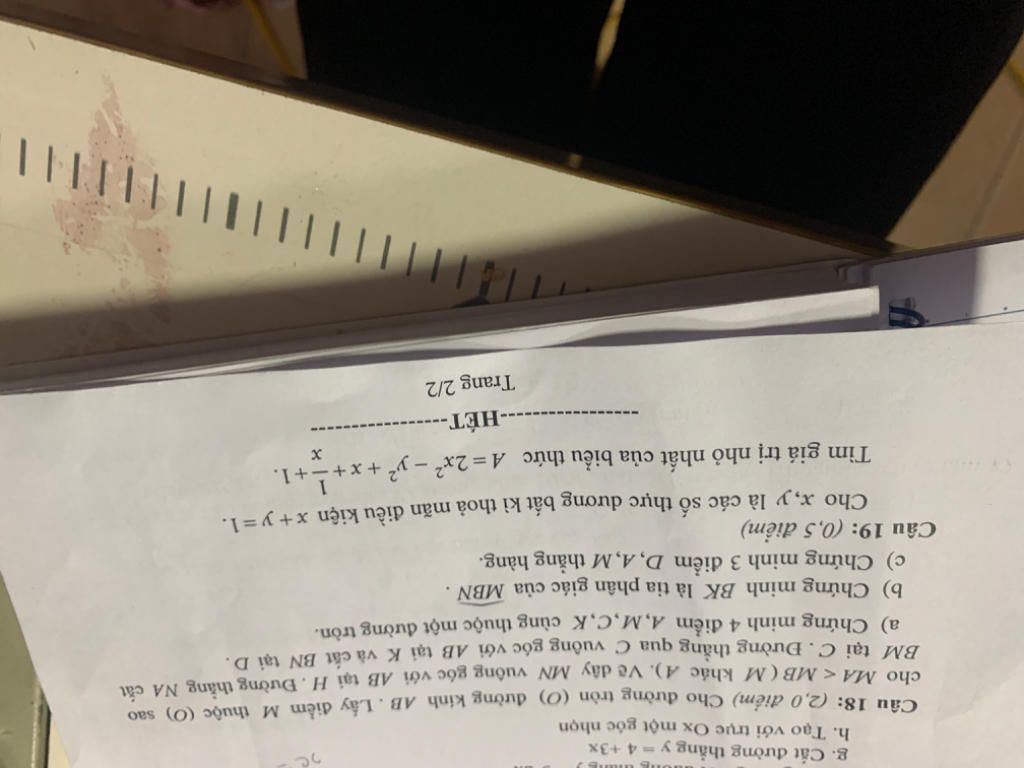 g. Cắt đường thẳng y = 4 +3x
h. Tạo với trục Ox một góc nhọn
Câu 18: (2,0 điểm) Cho đường tròn (O) đường kính AB . Lấy điểm M thuộc (O) sao
cho MA < MB ( M khác A). Vẽ dây MN vuông góc với AB tại H . Đường thẳng NA cắt
BM tại C . Đường thẳng qua C vuông góc với AB tại K và cắt BN tại D .
a) Chứng minh 4 điểm A,M,C,K cùng thuộc một đường tròn.
b) Chứng minh BK là tia phân giác của MBN .
c) Chứng minh 3 điểm D,A,M thẳng hàng.
Câu 19: (0,5 điểm)
Cho x,y là các số thực dương bất kì thoả mãn điều kiện x + y = 1.
Tìm giá trị nhỏ nhất của biểu thức A = 2x² − y² + x + 1/x + 1.
-------------------HẾT-------------------
Trang 2/2